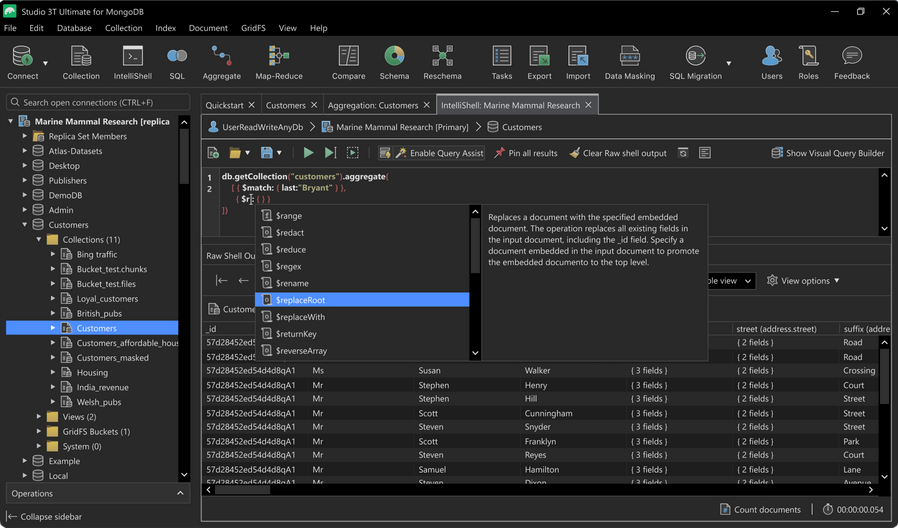 Studio 3T Ultimate for MongoDB
File Edit Database Collection Index Document GridFS View Help
Connect Collection IntelliShell SQL Aggregate Map-Reduce Compare Schema Reschema Tasks Export Import Data Masking SQL Migration Users Roles Feedback
Search open connections (CTRL+F)
Marine Mammal Research [replica
Replica Set Members
Atlas-Datasets
Desktop
Publishers
DemoDB
Admin
Customers
Collections (11)
Bing traffic
Bucket_test.chunks
Bucket_test.files
Loyal_customers
British_pubs
Customers
Customers_affordable_hous
Customers_masked
Housing
India_revenue
Welsh_pubs
Views (2)
GridFS Buckets (1)
System (0)
Example
Local
Operations
Collapse sidebar
Quickstart Customers Aggregation: Customers IntelliShell: Marine Mammal Research
UserReadWriteAnyDb Marine Mammal Research [Primary] Customers
Enable Query Assist Pin all results Clear Raw shell output Show Visual Query Builder
1 db.getCollection("customers").aggregate(
2 [ { $match: { last:"Bryant" } },
{ $r: { } }
])
$range
$redact
$reduce
$regex
$rename
$replaceRoot
$replaceWith
$returnKey
$reverseArray
Replaces a document with the specified embedded
document. The operation replaces all existing fields in
the input document, including the _id field. Specify a
document embedded in the input document to promote
the embedded documento to the top level.
Raw Shell Ou
ble view View options
Custome
_id street (address.street) suffix (addre
57d28452ed { 2 fields } Road
57d28452ed { 2 fields } Road
57d28452ed54d4d8qA1 Ms Susan Walker { 3 fields } { 2 fields } Crossing
57d28452ed54d4d8qA1 Mr Stephen Henry { 3 fields } { 2 fields } Court
57d28452ed54d4d8qA1 Mr Stephen Hill { 3 fields } { 2 fields } Street
57d28452ed54d4d8qA1 Mr Scott Cunningham { 3 fields } { 2 fields } Street
57d28452ed54d4d8qA1 Mr Steven Snyder { 3 fields } { 2 fields } Street
57d28452ed54d4d8qA1 Mr Scott Franklyn { 3 fields } { 2 fields } Park
57d28452ed54d4d8qA1 Mr Steven Reyes { 3 fields } { 2 fields } Court
57d28452ed54d4d8qA1 Mr Samuel Hamilton { 3 fields } { 2 fields } Lane
57d28452ed54d4d8qA1 Mr Steven Dixon { 3 fields } { 2 fields } Avenue
Count documents 00:00:00.054